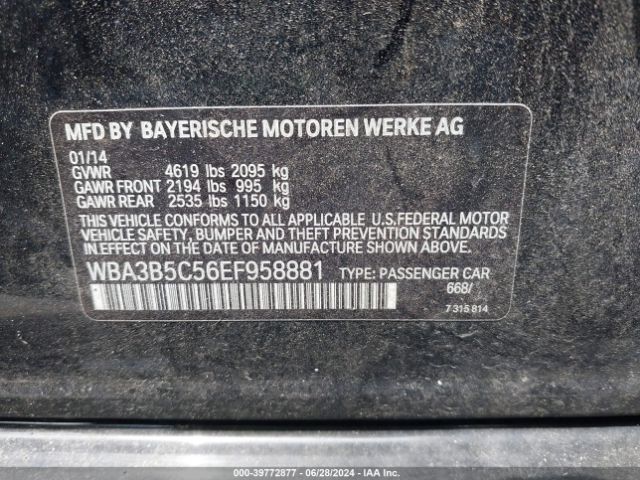 MFD BY BAYERISCHE MOTOREN WERKE AG
01/14
GVWR 4619 lbs 2095 kg
GAWR FRONT 2194 lbs 995 kg
GAWR REAR 2535 lbs 1150 kg
THIS VEHICLE CONFORMS TO ALL APPLICABLE U.S.FEDERAL MOTOR
VEHICLE SAFETY, BUMPER AND THEFT PREVENTION STANDARDS
IN EFFECT ON THE DATE OF MANUFACTURE SHOWN ABOVE.
WBA3B5C56EF958881 TYPE: PASSENGER CAR
668/
7 315 814
000-39772877 | 06/28/2024 - IAA Inc.